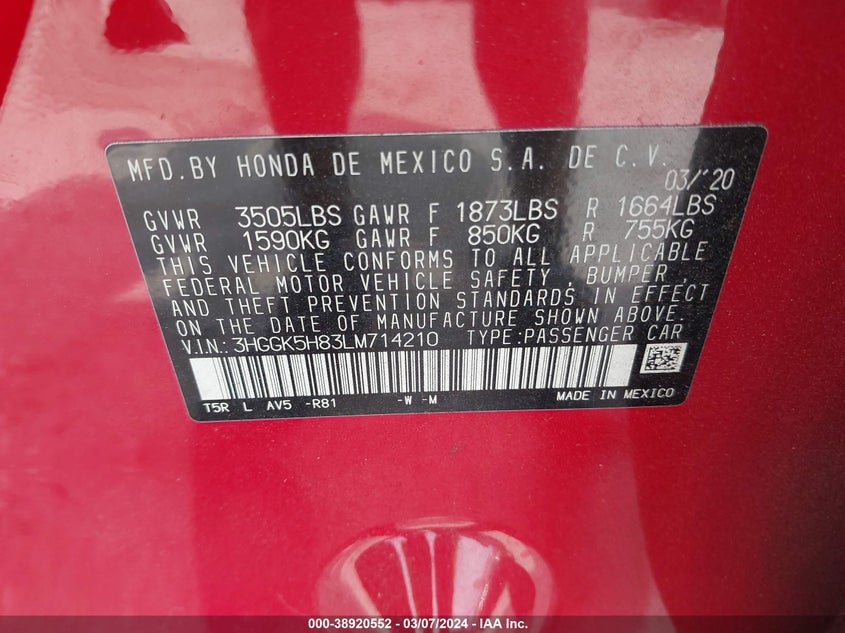 MFD.BY HONDA DE MEXICO S.A. DE C.V.
03/'20
GVWR 3505LBS GAWR F 1873LBS R 1664LBS
GVWR 1590KG GAWR F 850KG R 755KG
THIS VEHICLE CONFORMS TO ALL APPLICABLE
FEDERAL MOTOR VEHICLE SAFETY, BUMPER,
AND THEFT PREVENTION STANDARDS IN EFFECT
ON THE DATE OF MANUFACTURE SHOWN ABOVE.
V.I.N.: 3HGGK5H83LM714210 TYPE:PASSENGER CAR
T5R L AV5 -R81 -W -M MADE IN MEXICO
000-38920552 — 03/07/2024 — IAA Inc.